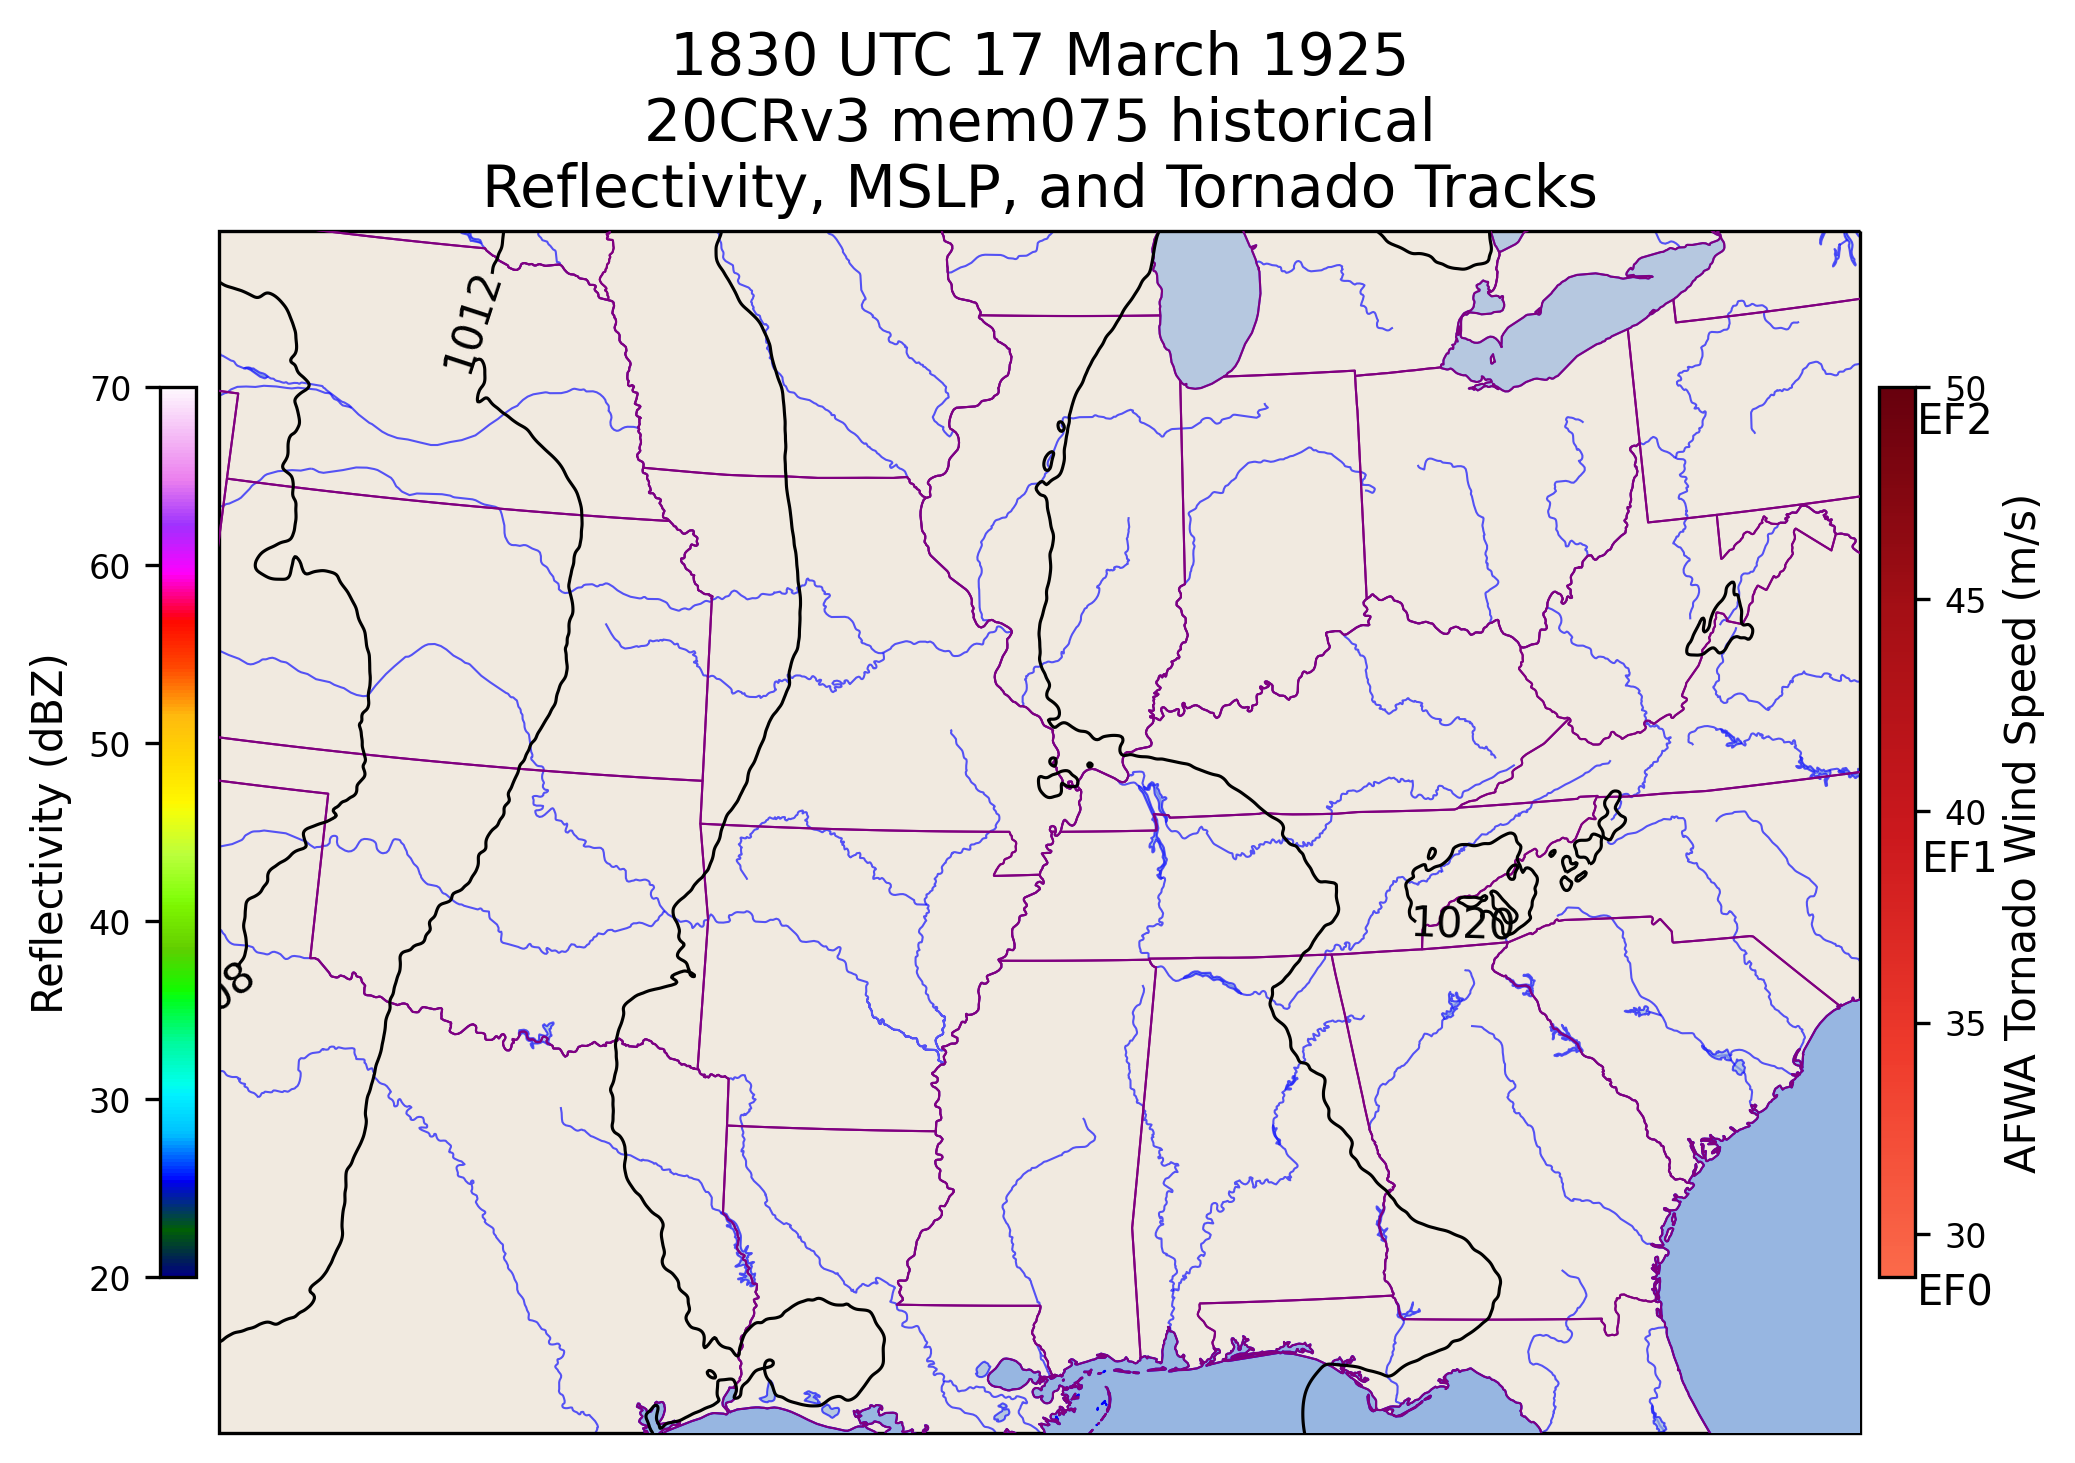 1830 UTC 17 March 1925
20CRv3 mem075 historical
Reflectivity, MSLP, and Tornado Tracks
1012
1020
08
Reflectivity (dBZ)
70
60
50
40
30
20
50
EF2
45
40
EF1
35
30
EF0
AFWA Tornado Wind Speed (m/s)